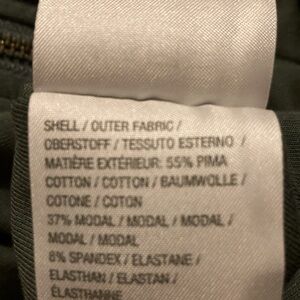 SHELL / OUTER FABRIC /
OBERSTOFF / TESSUTO ESTERNO /
MATIÈRE EXTÉRIEUR: 55% PIMA
COTTON / COTTON / BAUMWOLLE /
COTONE / COTON
37% MODAL / MODAL / MODAL /
MODAL / MODAL
8% SPANDEX / ELASTANE /
ELASTHAN / ELASTAN /
ÉLASTHANNE